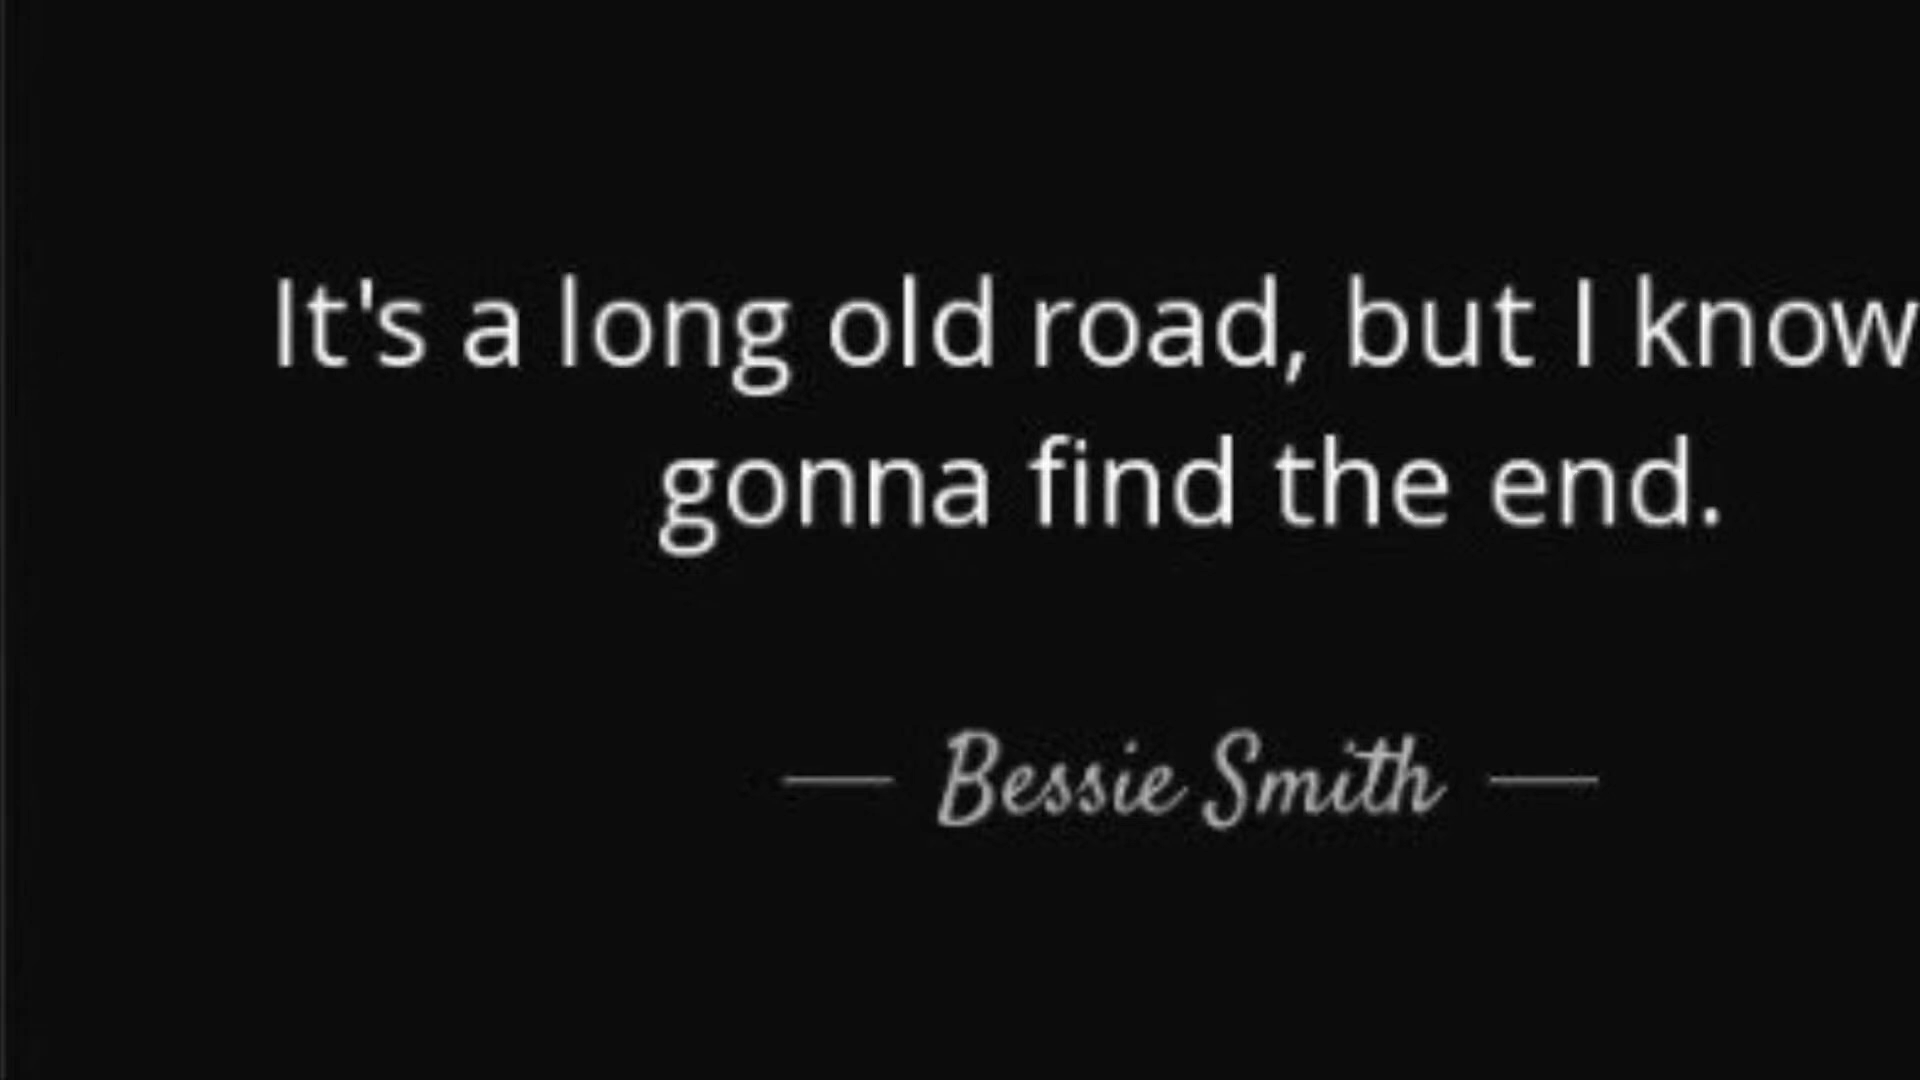 It's a long old road, but I know
gonna find the end.
— Bessie Smith —